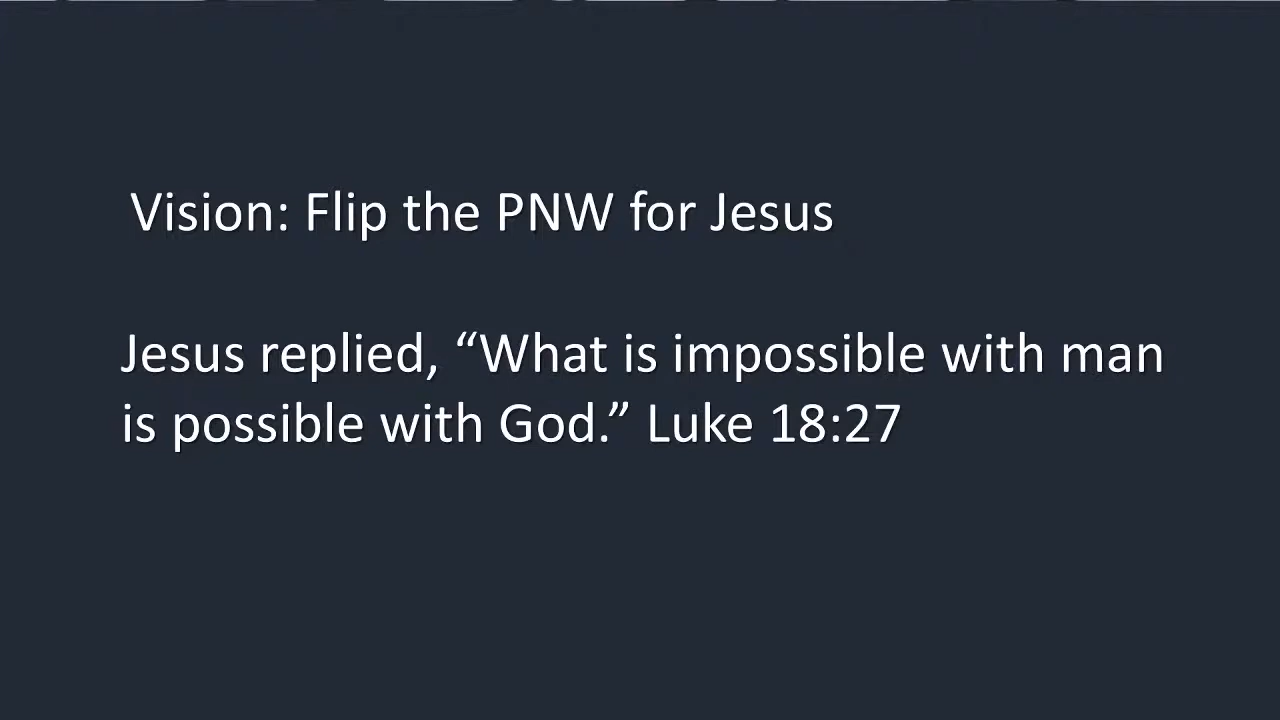 Vision: Flip the PNW for Jesus
Jesus replied, “What is impossible with man
is possible with God.” Luke 18:27